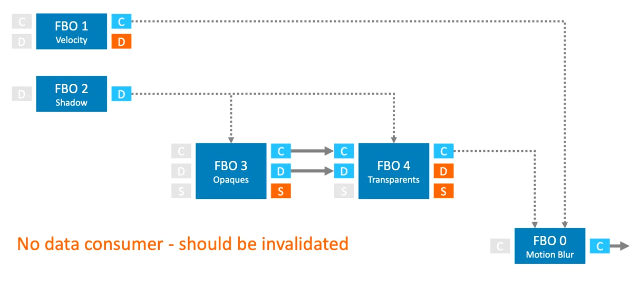 C FBO 1 C
D Velocity D
D FBO 2 D
Shadow
C FBO 3 C C FBO 4 C
D Opaques D D Transparents D
S S S S
No data consumer - should be invalidated
C FBO 0 C
Motion Blur